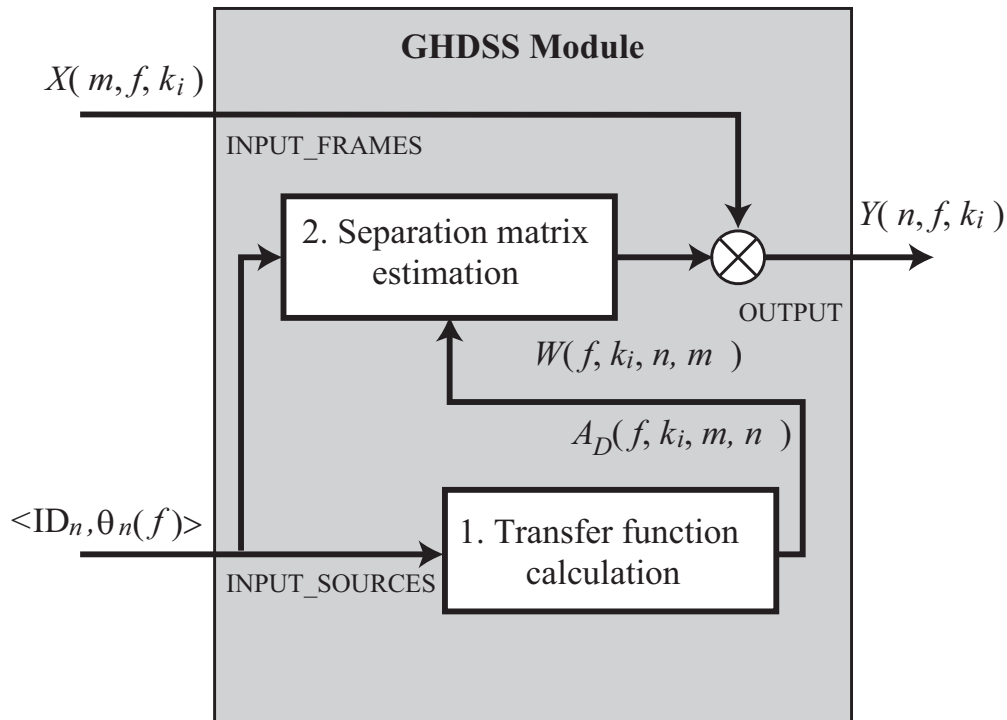 GHDSS Module
X( m, f, ki )
INPUT_FRAMES
2. Separation matrix
estimation
Y( n, f, ki )
OUTPUT
W( f, ki, n, m )
AD( f, ki, m, n )
<IDn,θn(f)>
1. Transfer function
calculation
INPUT_SOURCES